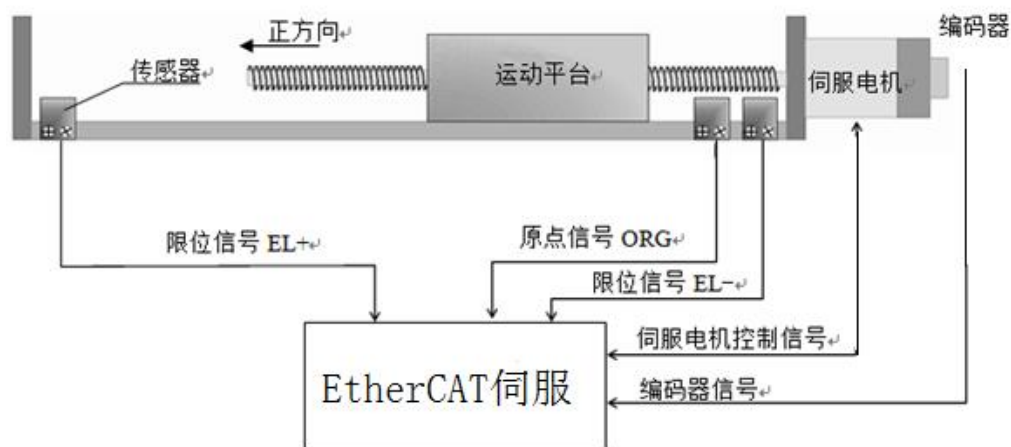 编码器
正方向
传感器
运动平台
伺服电机
限位信号 EL+
原点信号 ORG
限位信号 EL-
伺服电机控制信号
编码器信号
EtherCAT伺服